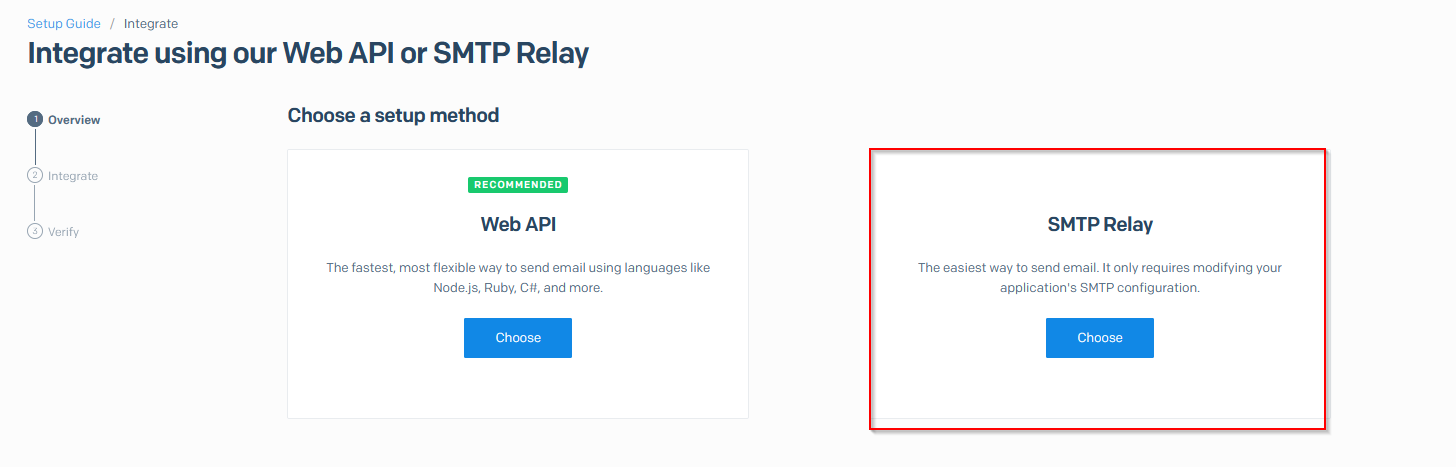 Setup Guide / Integrate
Integrate using our Web API or SMTP Relay
1 Overview
2 Integrate
3 Verify
Choose a setup method
RECOMMENDED
Web API
The fastest, most flexible way to send email using languages like
Node.js, Ruby, C#, and more.
Choose
SMTP Relay
The easiest way to send email. It only requires modifying your
application's SMTP configuration.
Choose